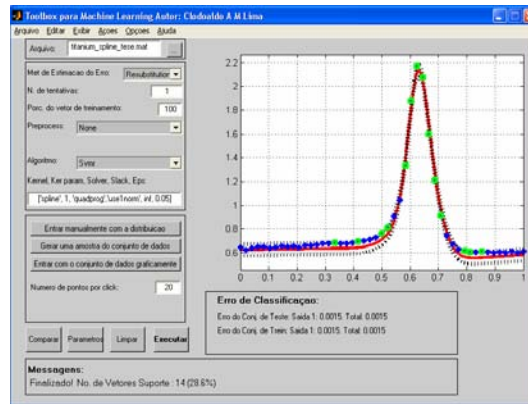 Toolbox para Machine Learning Autor: Clodoaldo A M Lima
Arquivo Editar Exibir Açoes Opçoes Ajuda
Arquivo: titanium_spline_tese.mat ...
Met de Estimacao do Erro: Resubstitution
N. de tentativas: 1
Porc. do vetor de treinamento: 100
Preprocess: None
Algoritmo: Svmr
Kernel, Ker param, Solver, Slack, Eps:
['spline', 1, 'quadprog','use1norm', inf, 0.05]
Entrar manualmente com a distribuicao
Gerar uma amostra do conjunto de dados
Entrar com o conjunto de dados graficamente
Numero de pontos por click: 20
Comparar Parametros Limpar Executar
2.2
2
1.8
1.6
1.4
1.2
1
0.8
0.6
0 0.1 0.2 0.3 0.4 0.5 0.6 0.7 0.8 0.9 1
Erro de Classificaçao:
Erro do Conj. de Teste: Saida 1: 0.0015 Total: 0.0015
Erro do Conj. de Trein: Saida 1: 0.0015. Total: 0.0015
Messagens:
Finalizado! No. de Vetores Suporte : 14 (28.6%)